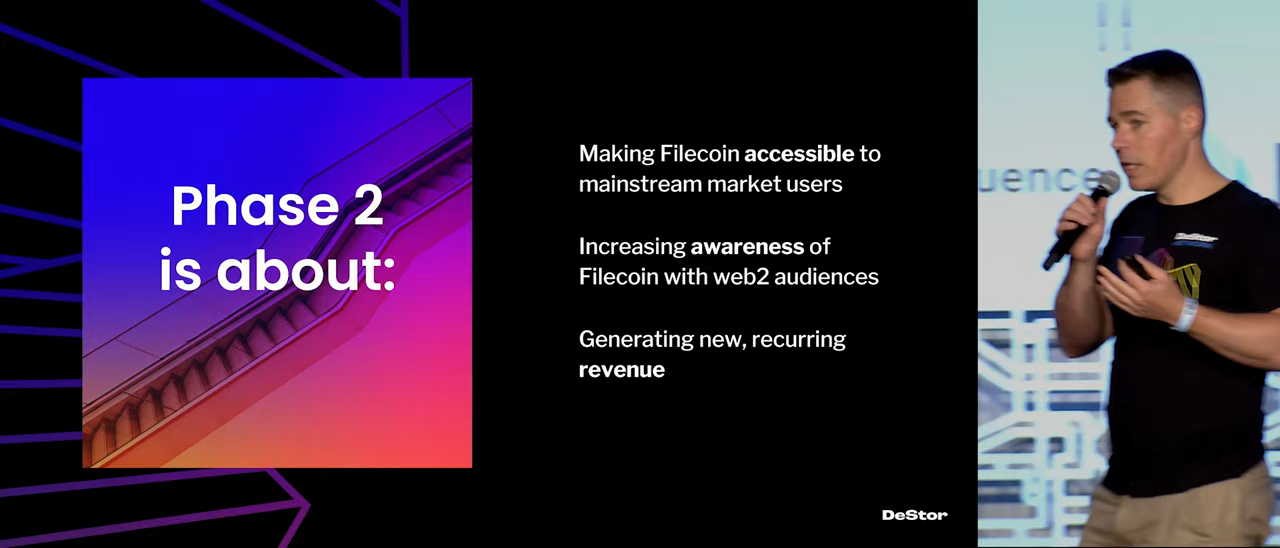 Phase 2
is about:
Making Filecoin accessible to
mainstream market users
Increasing awareness of
Filecoin with web2 audiences
Generating new, recurring
revenue
DeStor
uence
DeStor